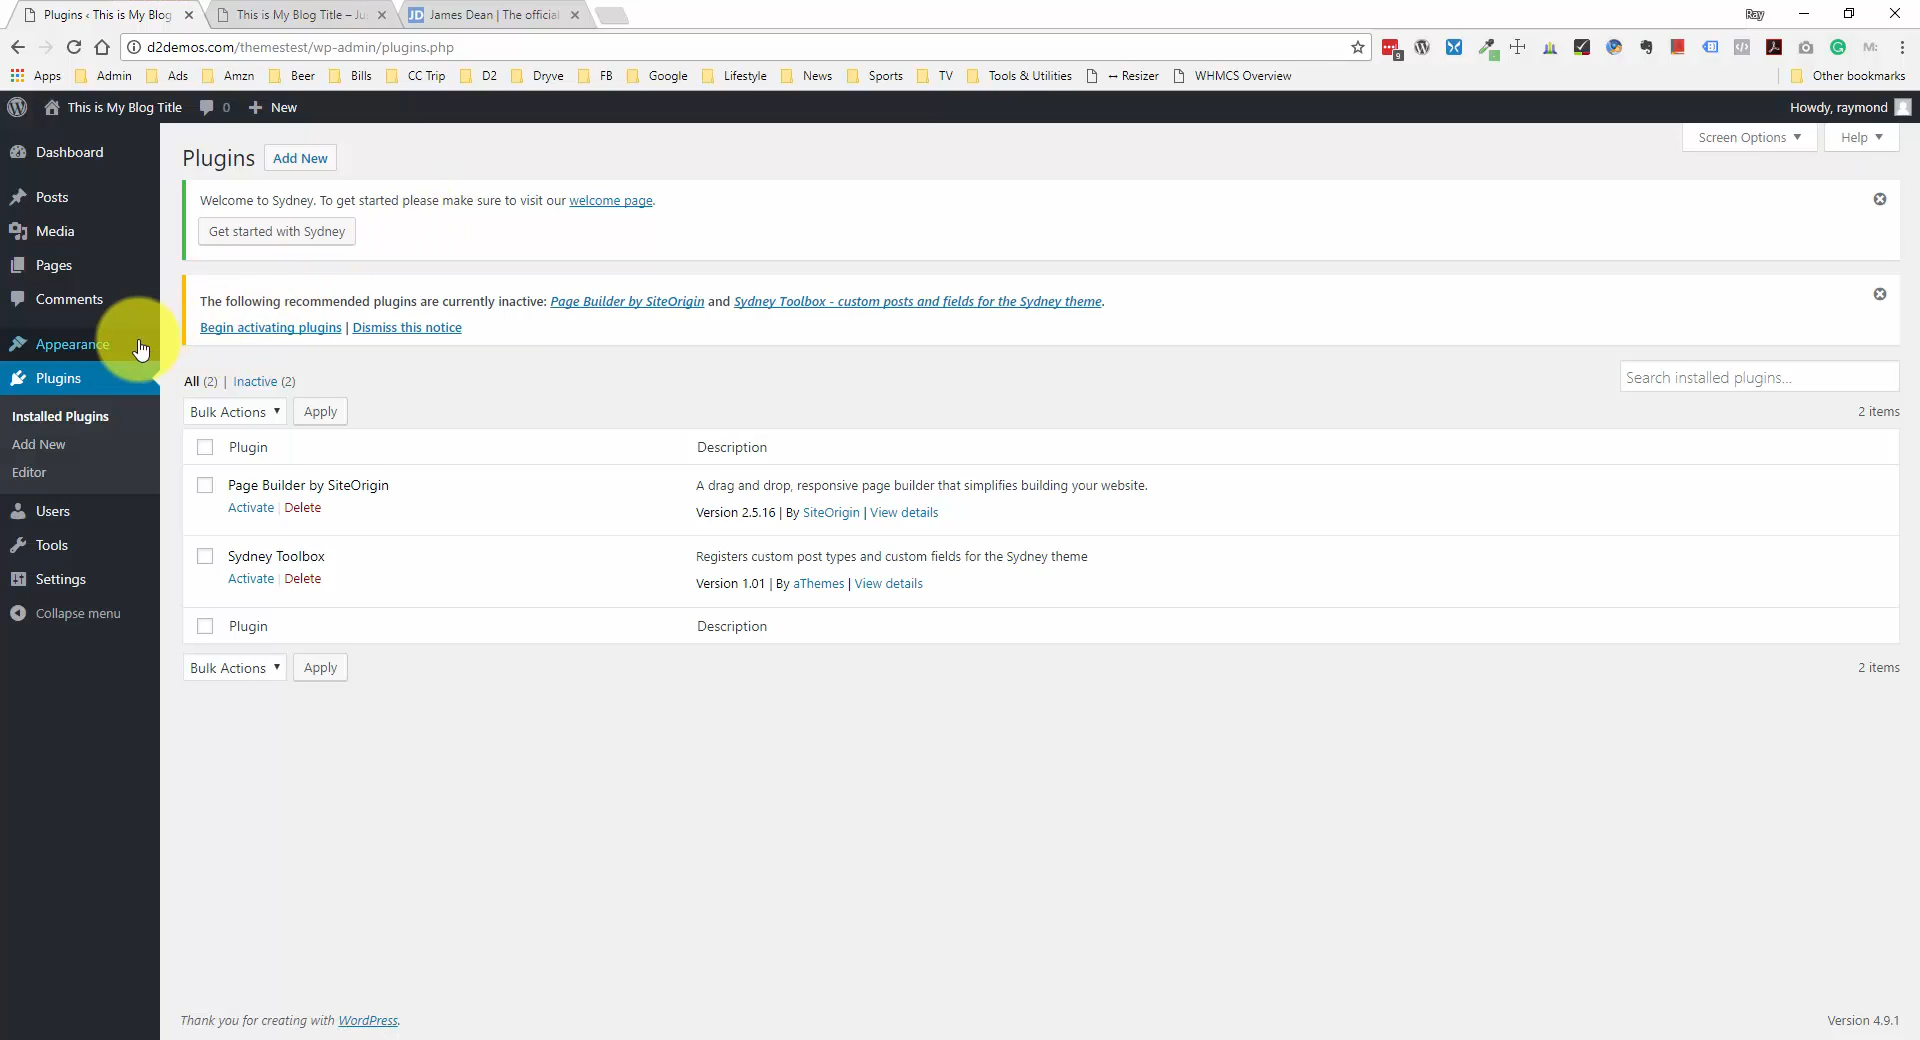 Plugins ‹ This is My Blog
This is My Blog Title – Ju
JD James Dean | The official
Ray
d2demos.com/themestest/wp-admin/plugins.php
9
M:
Apps Admin Ads Amzn Beer Bills CC Trip D2 Dryve FB Google Lifestyle News Sports TV Tools & Utilities ↔ Resizer WHMCS Overview Other bookmarks
This is My Blog Title 0 + New Howdy, raymond
Screen Options ▼ Help ▼
Dashboard
Posts
Media
Pages
Comments
Appearance
Plugins
Installed Plugins
Add New
Editor
Users
Tools
Settings
Collapse menu
Plugins Add New
Welcome to Sydney. To get started please make sure to visit our welcome page.
Get started with Sydney
The following recommended plugins are currently inactive: Page Builder by SiteOrigin and Sydney Toolbox - custom posts and fields for the Sydney theme.
Begin activating plugins | Dismiss this notice
All (2) | Inactive (2)
Search installed plugins...
Bulk Actions ▼ Apply
2 items
Plugin Description
Page Builder by SiteOrigin
Activate | Delete
A drag and drop, responsive page builder that simplifies building your website.
Version 2.5.16 | By SiteOrigin | View details
Sydney Toolbox
Activate | Delete
Registers custom post types and custom fields for the Sydney theme
Version 1.01 | By aThemes | View details
Plugin Description
Bulk Actions ▼ Apply
2 items
Thank you for creating with WordPress.
Version 4.9.1